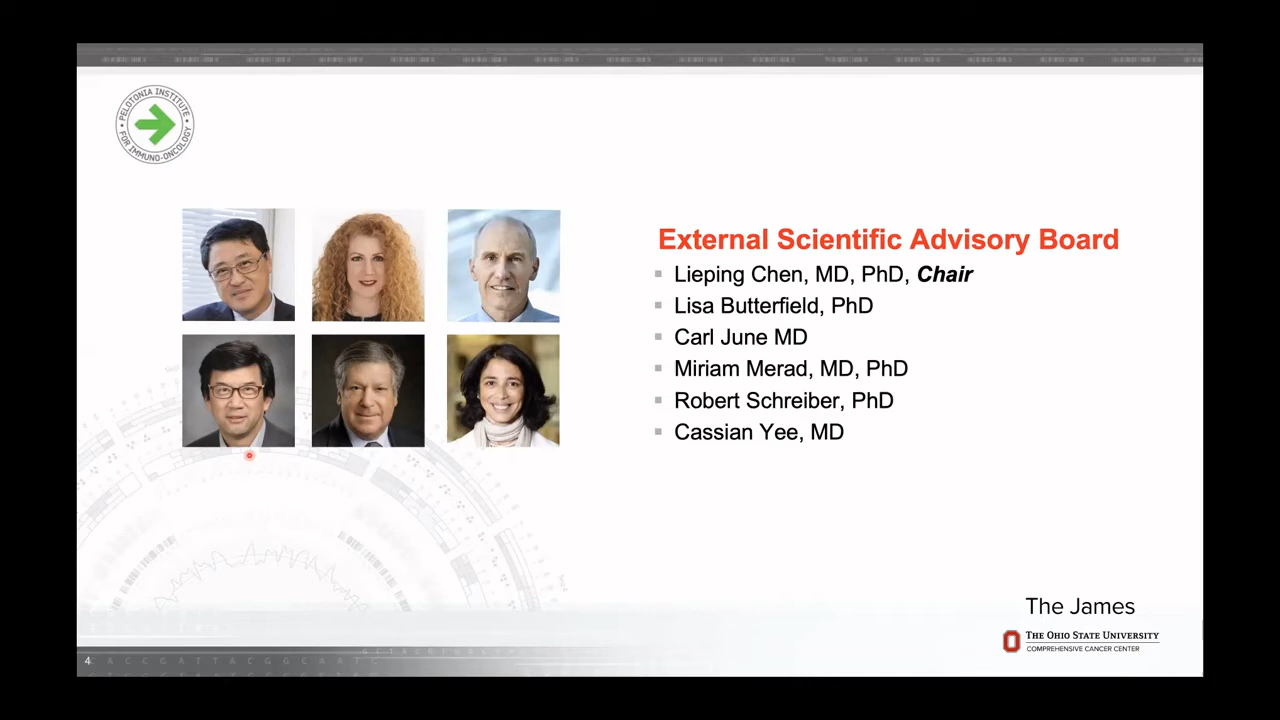 PELOTONIA INSTITUTE
FOR IMMUNO-ONCOLOGY
External Scientific Advisory Board
Lieping Chen, MD, PhD, Chair
Lisa Butterfield, PhD
Carl June MD
Miriam Merad, MD, PhD
Robert Schreiber, PhD
Cassian Yee, MD
The James
THE OHIO STATE UNIVERSITY
COMPREHENSIVE CANCER CENTER
4